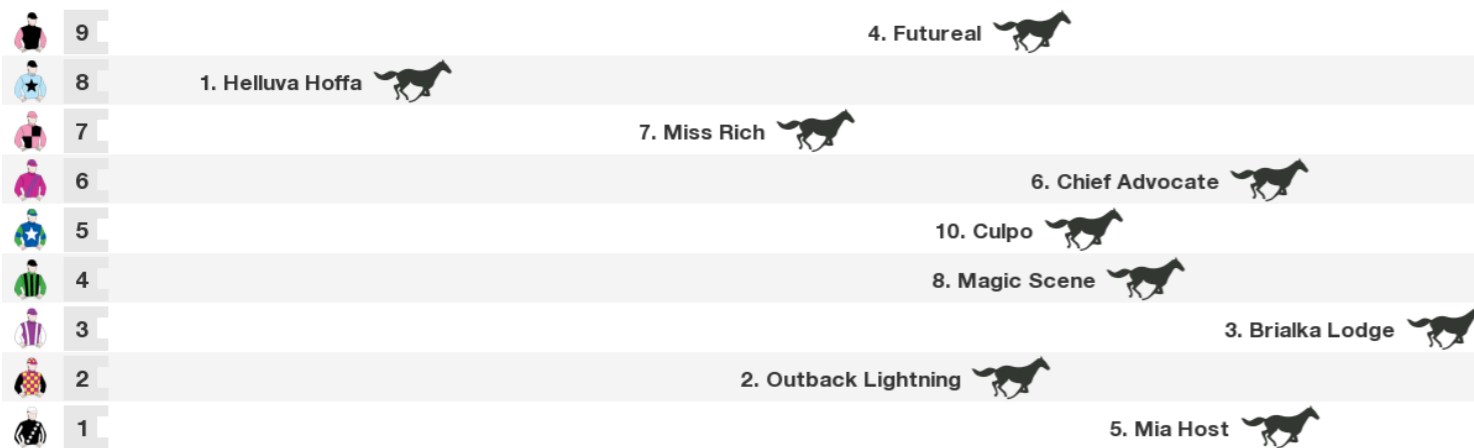 9 4. Futureal
8 1. Helluva Hoffa
7 7. Miss Rich
6 6. Chief Advocate
5 10. Culpo
4 8. Magic Scene
3 3. Brialka Lodge
2 2. Outback Lightning
1 5. Mia Host